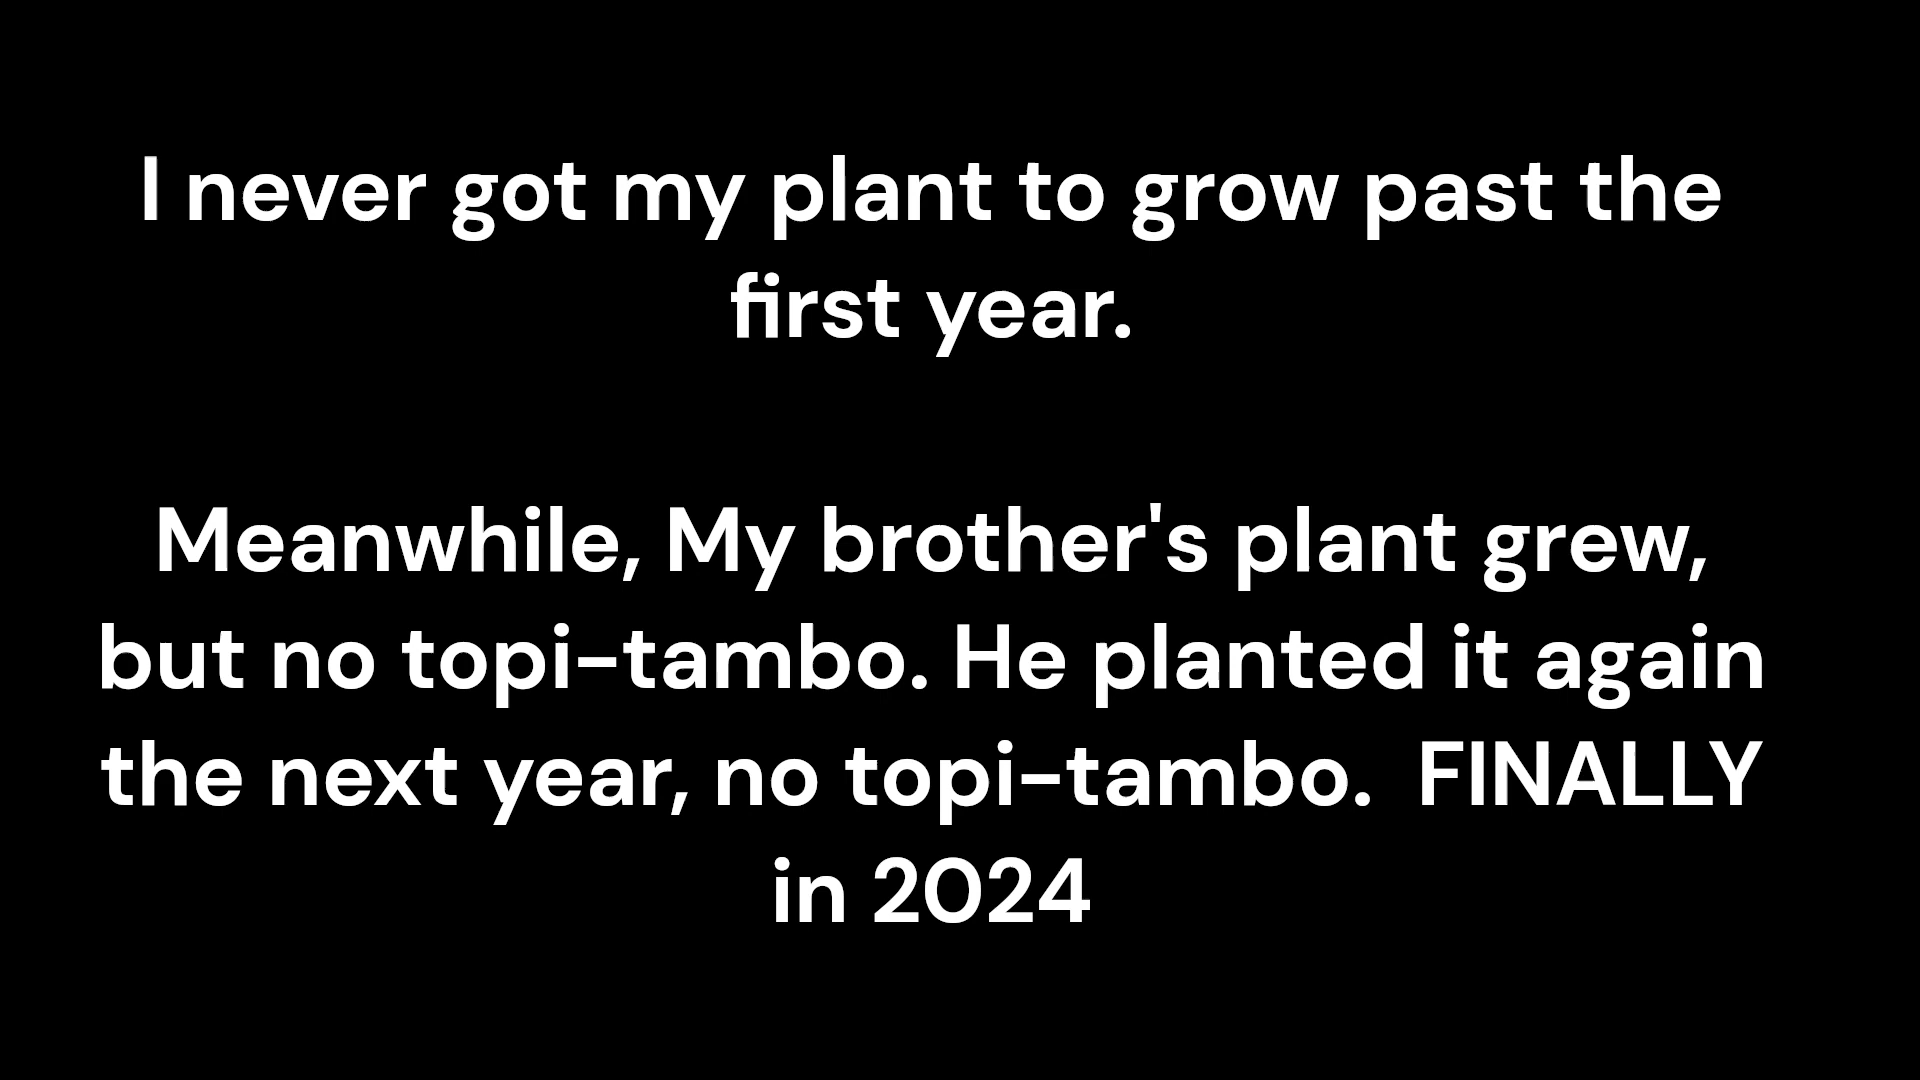 I never got my plant to grow past the
first year.
Meanwhile, My brother's plant grew,
but no topi-tambo. He planted it again
the next year, no topi-tambo.  FINALLY
in 2024